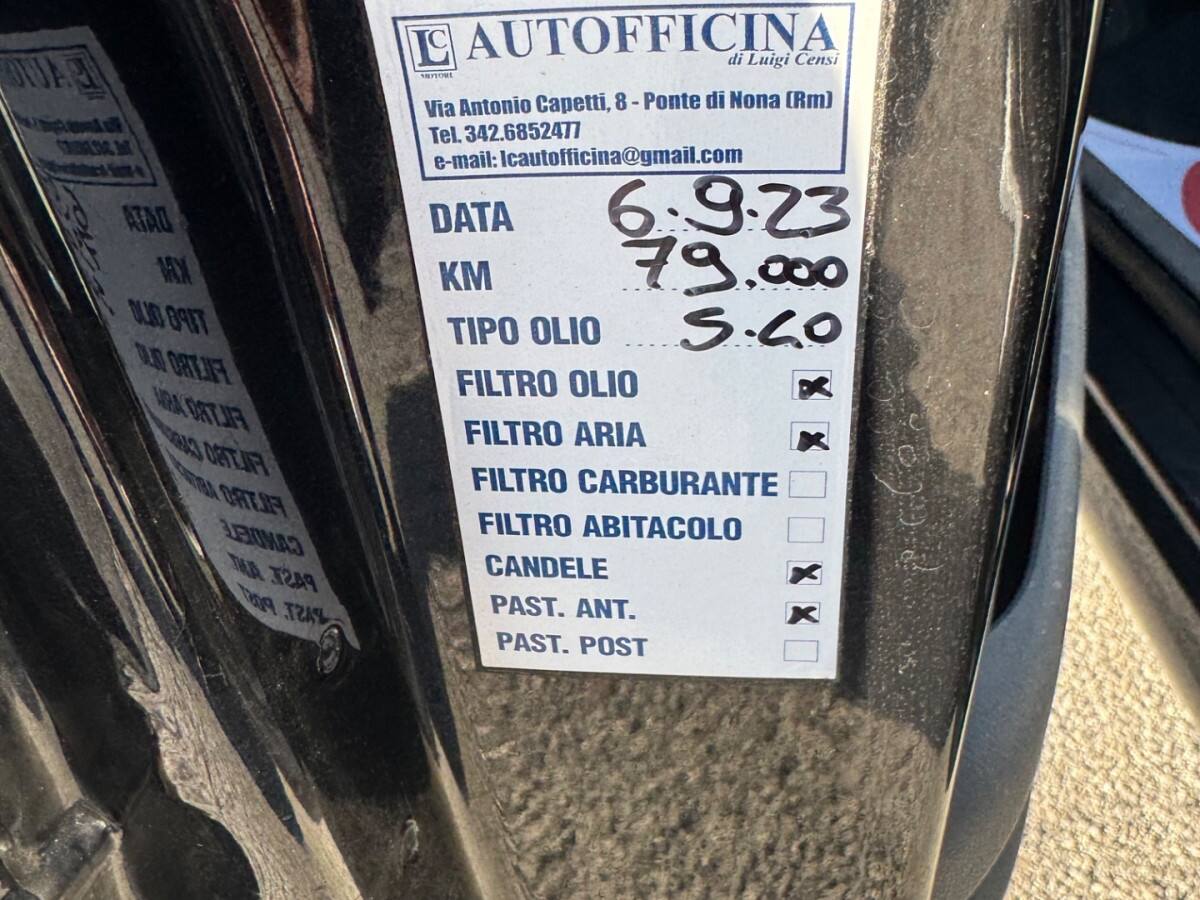 LC AUTOFFICINA
MOTORI
di Luigi Censi
Via Antonio Capetti, 8 - Ponte di Nona (Rm)
Tel. 342.6852477
e-mail: lcautofficina@gmail.com
DATA 6.9.23
KM 79.000
TIPO OLIO 5.40
FILTRO OLIO x
FILTRO ARIA x
FILTRO CARBURANTE
FILTRO ABITACOLO
CANDELE x
PAST. ANT. x
PAST. POST